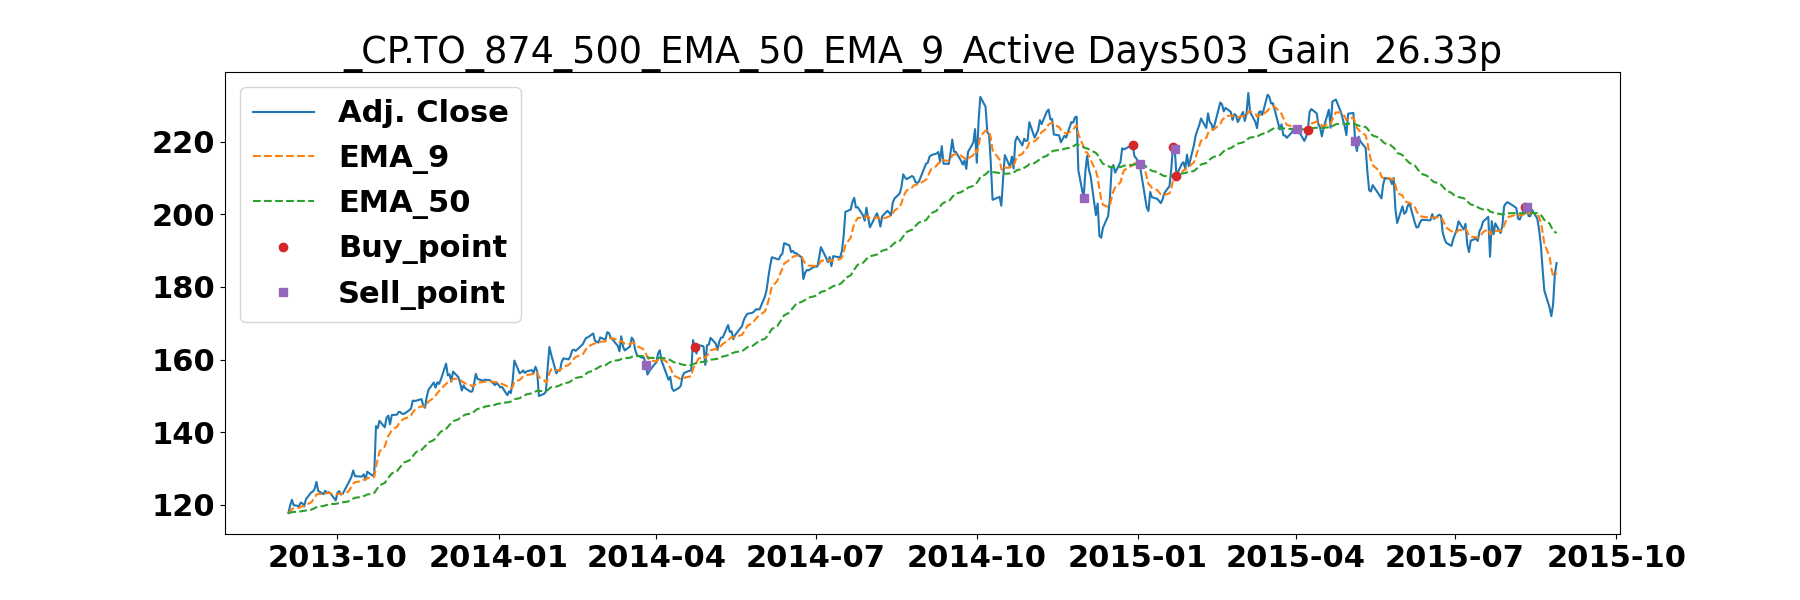 _CP.TO_874_500_EMA_50_EMA_9_Active Days503_Gain  26.33p
Adj. Close
EMA_9
EMA_50
Buy_point
Sell_point
220
200
180
160
140
120
2013-10 2014-01 2014-04 2014-07 2014-10 2015-01 2015-04 2015-07 2015-10